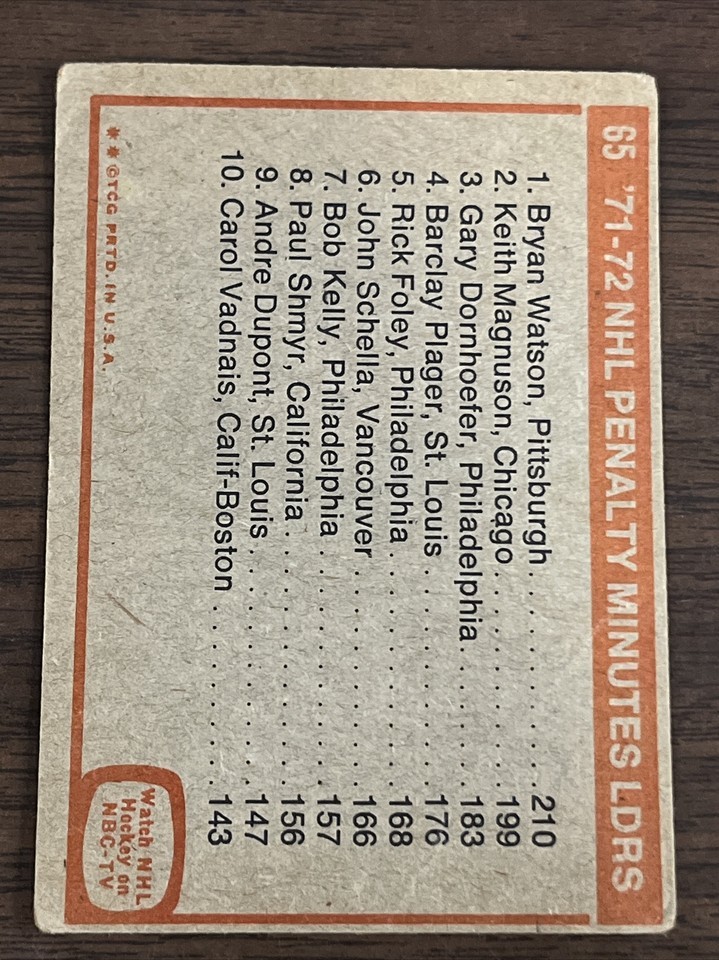 65 '71-72 NHL PENALTY MINUTES LDRS
1. Bryan Watson, Pittsburgh . . . . . . . . . . . 210
2. Keith Magnuson, Chicago . . . . . . . . . . . 199
3. Gary Dornhoefer, Philadelphia . . . . . . . 183
4. Barclay Plager, St. Louis . . . . . . . . . . . . 176
5. Rick Foley, Philadelphia . . . . . . . . . . . . 168
6. John Schella, Vancouver . . . . . . . . . . . 166
7. Bob Kelly, Philadelphia . . . . . . . . . . . . . 157
8. Paul Shmyr, California . . . . . . . . . . . . . 156
9. Andre Dupont, St. Louis . . . . . . . . . . . . 147
10. Carol Vadnais, Calif-Boston . . . . . . . . . 143
Watch NHL
Hockey on
NBC-TV
* * ©TCG PRTD. IN U.S.A.